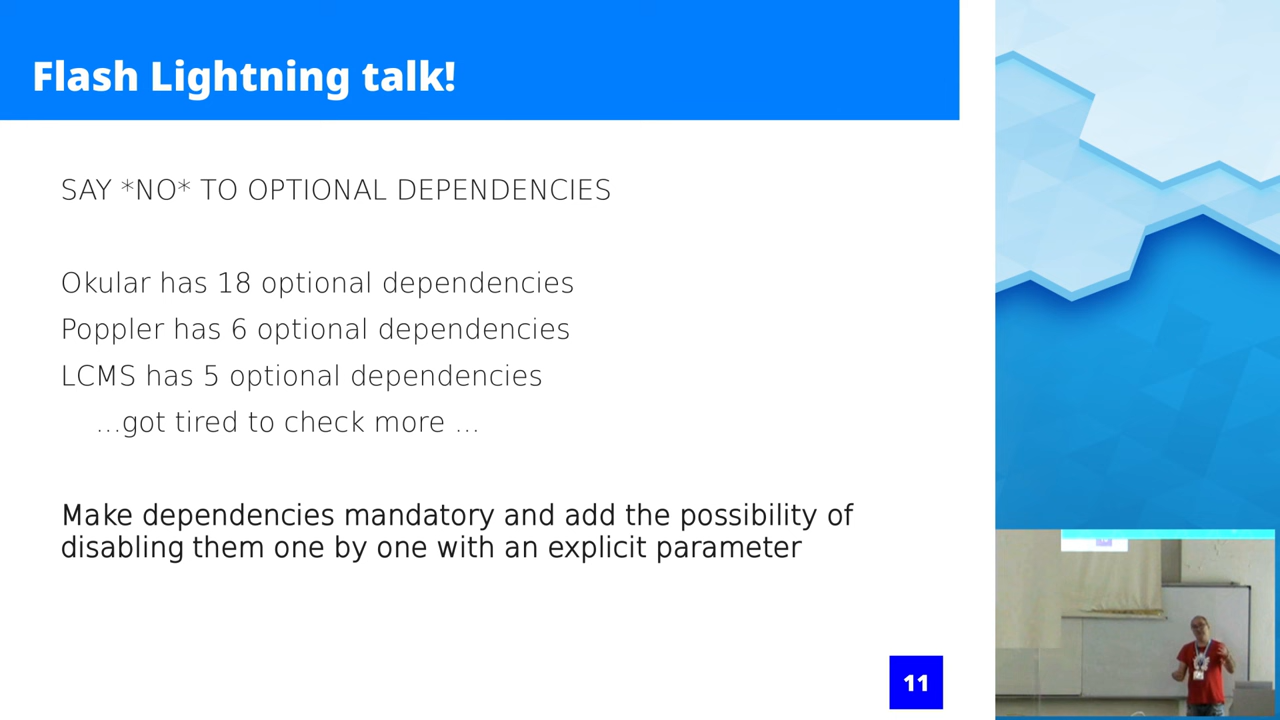 Flash Lightning talk!
SAY *NO* TO OPTIONAL DEPENDENCIES
Okular has 18 optional dependencies
Poppler has 6 optional dependencies
LCMS has 5 optional dependencies
...got tired to check more ...
Make dependencies mandatory and add the possibility of
disabling them one by one with an explicit parameter
11